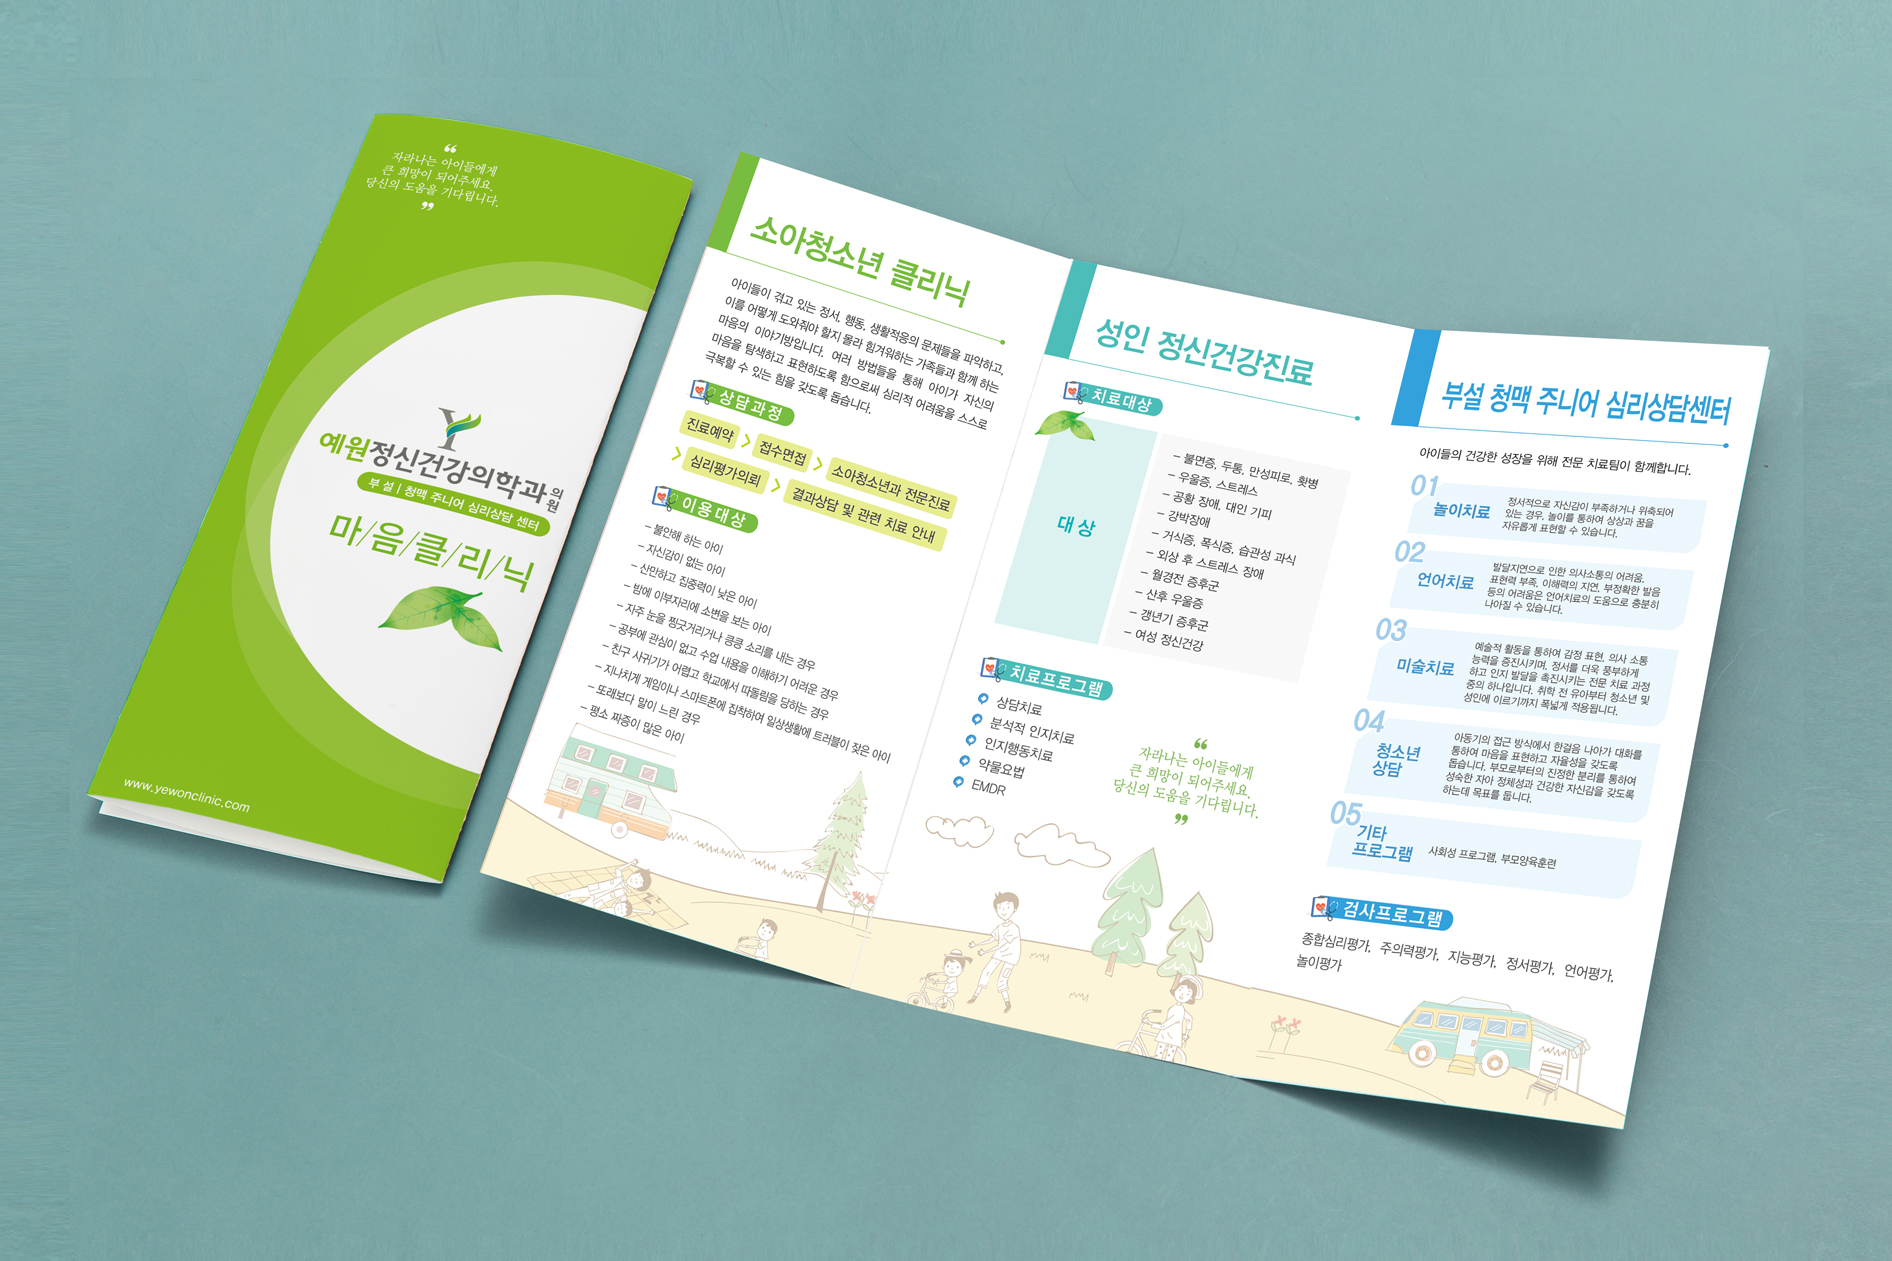 ❝
자라나는 아이들에게
큰 희망이 되어주세요.
당신의 도움을 기다립니다.
❞
예원정신건강의학과의원
부 설 | 청맥 주니어 심리상담 센터
마/음/클/리/닉
www.yewonclinic.com
소아청소년 클리닉
아이들이 겪고 있는 정서, 행동, 생활적응의 문제들을 파악하고,
이를 어떻게 도와줘야 할지 몰라 힘겨워하는 가족들과 함께 하는
마음의 이야기방입니다. 여러 방법들을 통해 아이가 자신의
마음을 탐색하고 표현하도록 함으로써 심리적 어려움을 스스로
극복할 수 있는 힘을 갖도록 돕습니다.
상담과정
진료예약 > 접수면접 > 소아청소년과 전문진료
> 심리평가의뢰 > 결과상담 및 관련 치료 안내
이용대상
– 불안해 하는 아이
– 자신감이 없는 아이
– 산만하고 집중력이 낮은 아이
– 밤에 이부자리에 소변을 보는 아이
– 자주 눈을 찡긋거리거나 킁킁 소리를 내는 경우
– 공부에 관심이 없고 수업 내용을 이해하기 어려운 경우
– 친구 사귀기가 어렵고 학교에서 따돌림을 당하는 경우
– 지나치게 게임이나 스마트폰에 집착하여 일상생활에 트러블이 잦은 아이
– 또래보다 말이 느린 경우
– 평소 짜증이 많은 아이
성인 정신건강진료
치료대상
대 상
– 불면증, 두통, 만성피로, 홧병
– 우울증, 스트레스
– 공황 장애, 대인 기피
– 강박장애
– 거식증, 폭식증, 습관성 과식
– 외상 후 스트레스 장애
– 월경전 증후군
– 산후 우울증
– 갱년기 증후군
– 여성 정신건강
치료프로그램
상담치료
분석적 인지치료
인지행동치료
약물요법
EMDR
❝
자라나는 아이들에게
큰 희망이 되어주세요.
당신의 도움을 기다립니다.
❞
부설 청맥 주니어 심리상담센터
아이들의 건강한 성장을 위해 전문 치료팀이 함께합니다.
01
놀이치료
정서적으로 자신감이 부족하거나 위축되어
있는 경우, 놀이를 통하여 상상과 꿈을
자유롭게 표현할 수 있습니다.
02
언어치료
발달지연으로 인한 의사소통의 어려움,
표현력 부족, 이해력의 지연, 부정확한 발음
등의 어려움은 언어치료의 도움으로 충분히
나아질 수 있습니다.
03
미술치료
예술적 활동을 통하여 감정 표현, 의사 소통
능력을 증진시키며, 정서를 더욱 풍부하게
하고 인지 발달을 촉진시키는 전문 치료 과정
중의 하나입니다. 취학 전 유아부터 청소년 및
성인에 이르기까지 폭넓게 적용됩니다.
04
청소년
상담
아동기의 접근 방식에서 한걸음 나아가 대화를
통하여 마음을 표현하고 자율성을 갖도록
돕습니다. 부모로부터의 진정한 분리를 통하여
성숙한 자아 정체성과 건강한 자신감을 갖도록
하는데 목표를 둡니다.
05
기타
프로그램
사회성 프로그램, 부모양육훈련
검사프로그램
종합심리평가, 주의력평가, 지능평가, 정서평가, 언어평가,
놀이평가